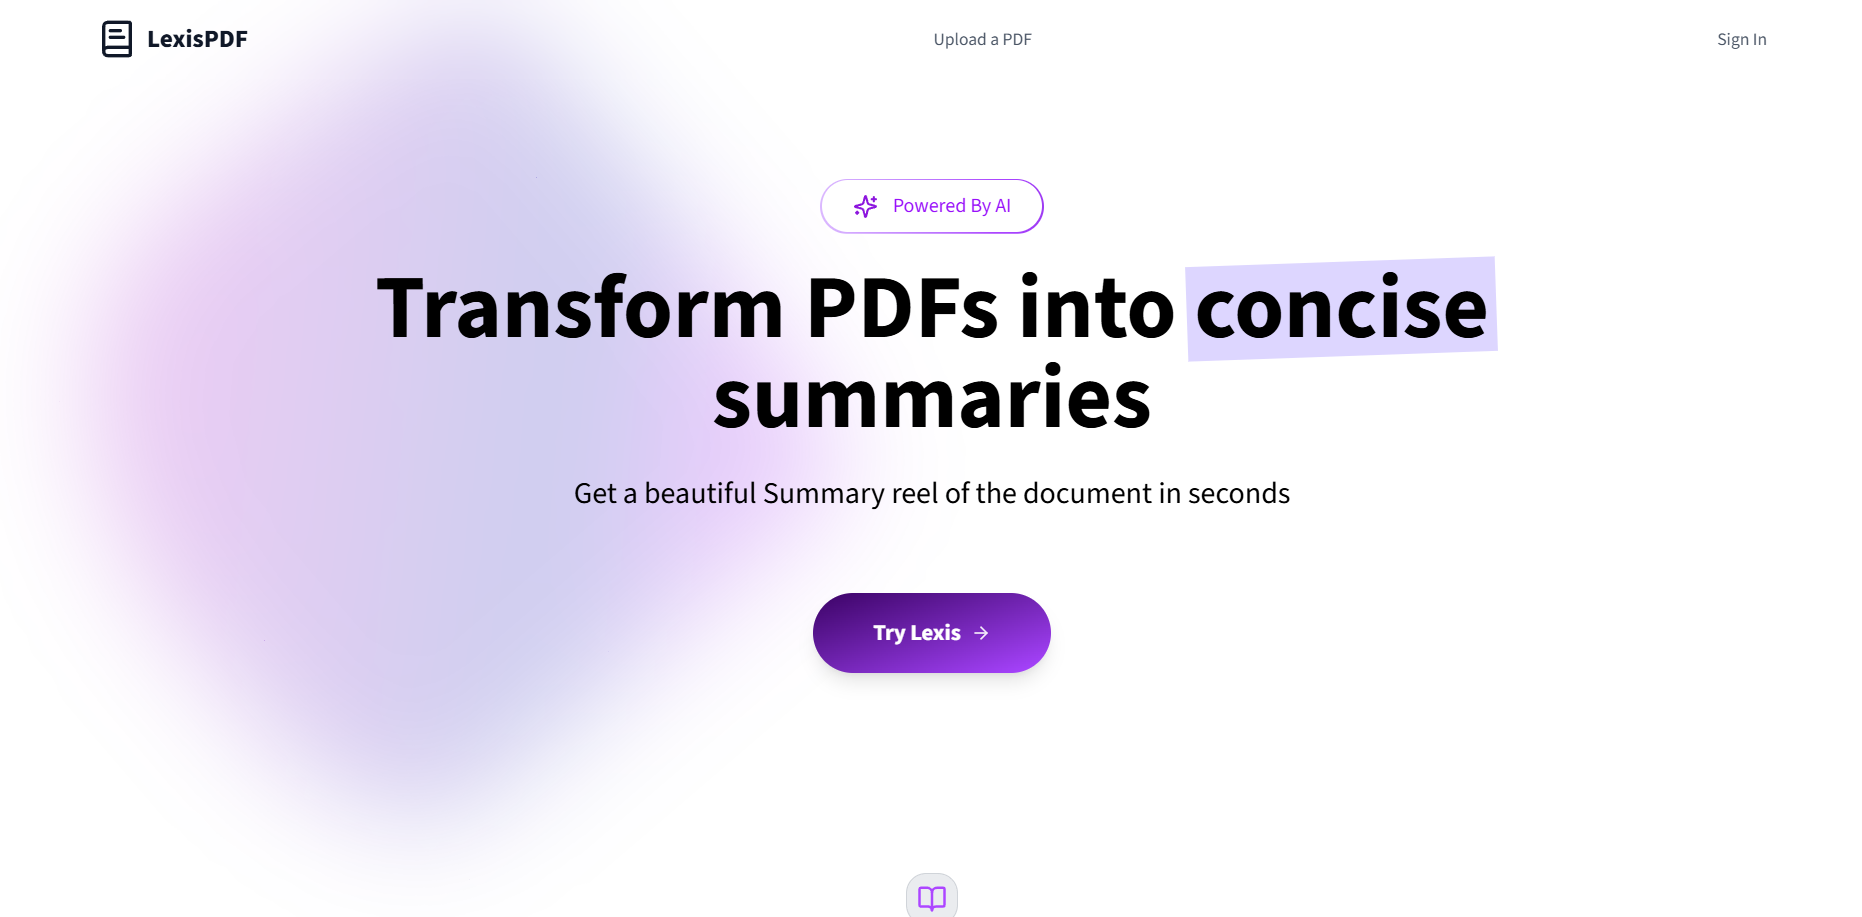 LexisPDF
Upload a PDF
Sign In
Powered By AI
Transform PDFs into concise
summaries
Get a beautiful Summary reel of the document in seconds
Try Lexis